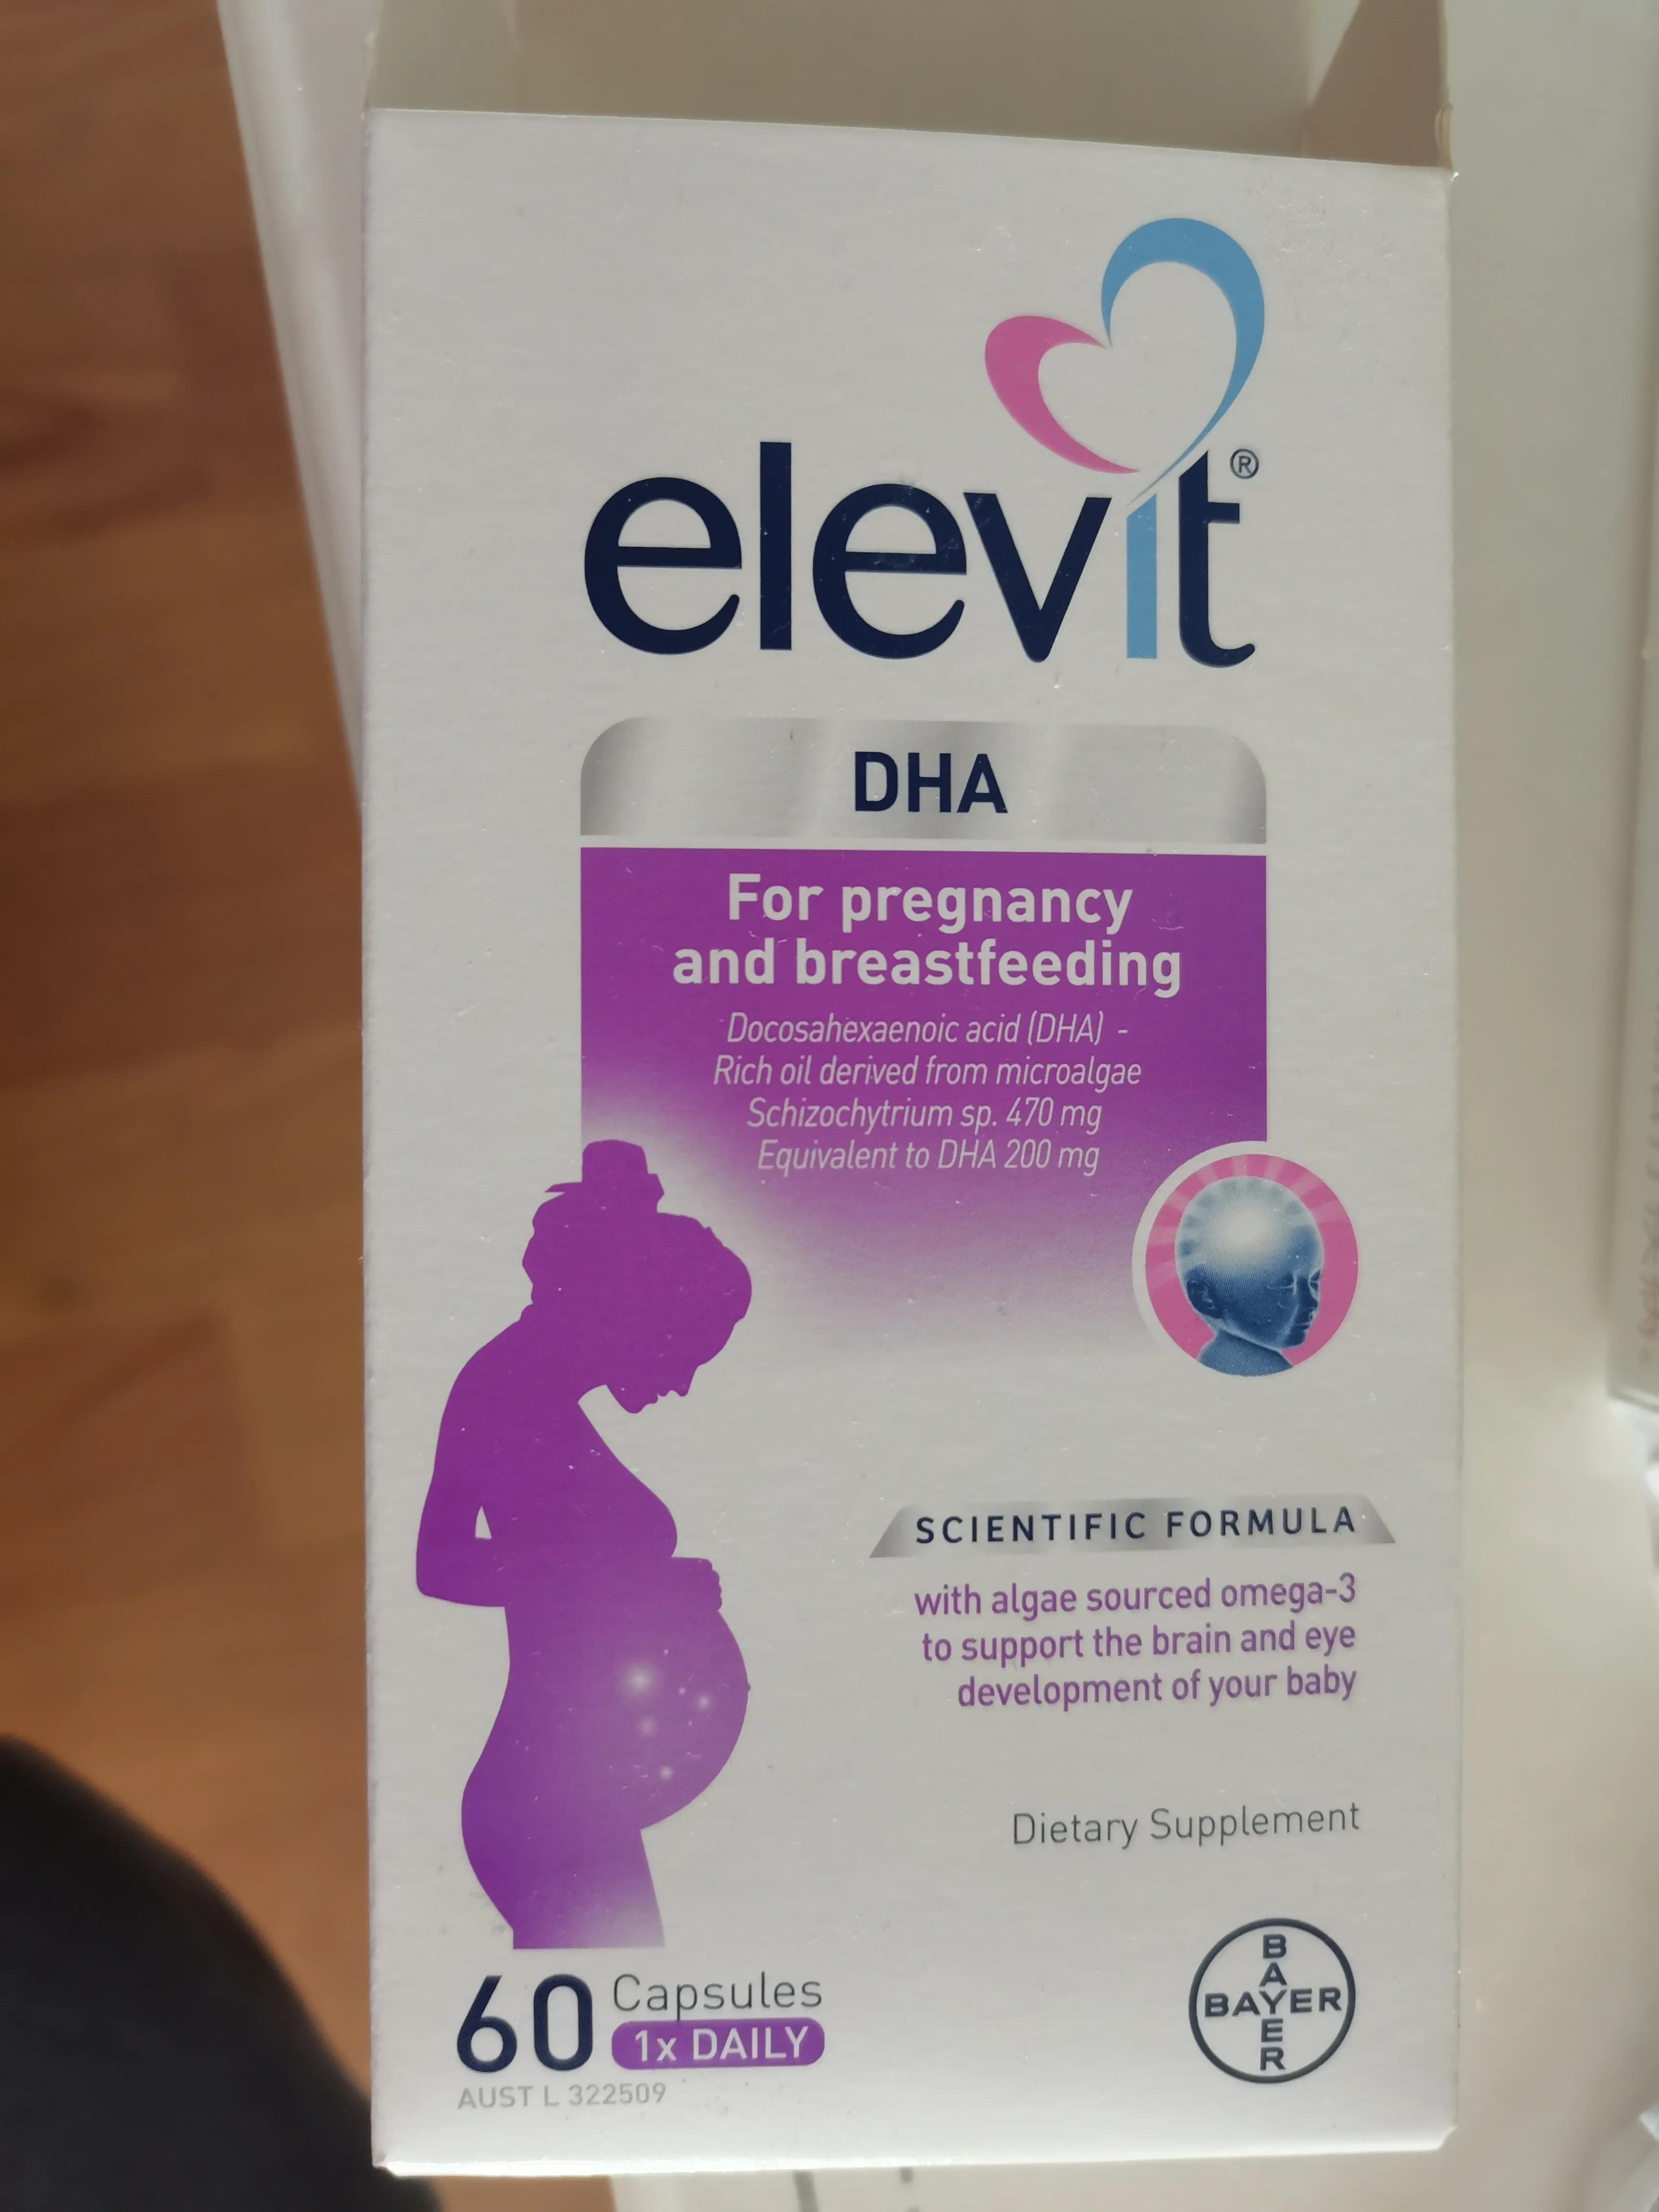 elevit®
DHA
For pregnancy
and breastfeeding
Docosahexaenoic acid (DHA) -
Rich oil derived from microalgae
Schizochytrium sp. 470 mg
Equivalent to DHA 200 mg
SCIENTIFIC FORMULA
with algae sourced omega-3
to support the brain and eye
development of your baby
Dietary Supplement
60 Capsules
1x DAILY
AUST L 322509
BAYER
BAYER